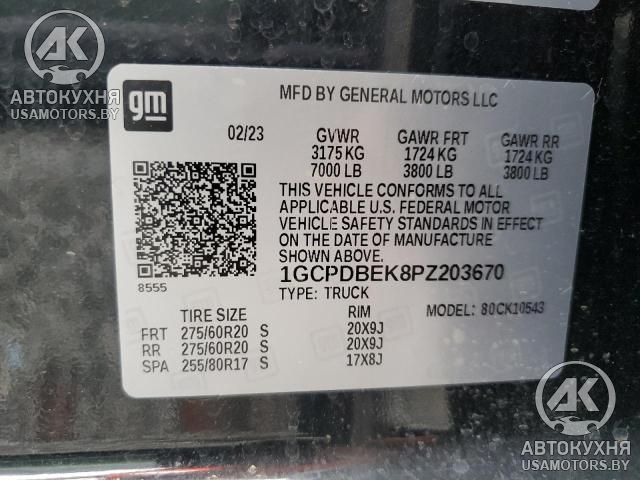 AK
АВТОКУХНЯ
USAMOTORS.BY
gm
MFD BY GENERAL MOTORS LLC
02/23 GVWR GAWR FRT GAWR RR
3175 KG 1724 KG 1724 KG
7000 LB 3800 LB 3800 LB
THIS VEHICLE CONFORMS TO ALL
APPLICABLE U.S. FEDERAL MOTOR
VEHICLE SAFETY STANDARDS IN EFFECT
ON THE DATE OF MANUFACTURE
SHOWN ABOVE.
8555
1GCPDBEK8PZ203670
TYPE: TRUCK MODEL: 80CK10543
TIRE SIZE RIM
FRT 275/60R20 S 20X9J
RR 275/60R20 S 20X9J
SPA 255/80R17 S 17X8J
AK
АВТОКУХНЯ
USAMOTORS.BY